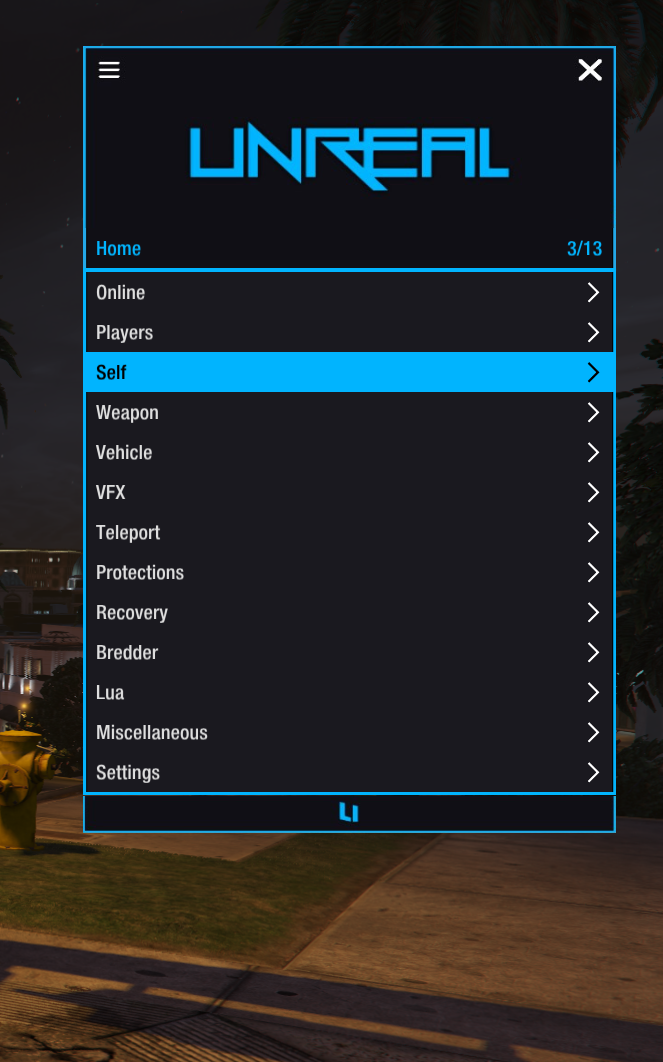 UNREAL
Home 3/13
Online
Players
Self
Weapon
Vehicle
VFX
Teleport
Protections
Recovery
Bredder
Lua
Miscellaneous
Settings